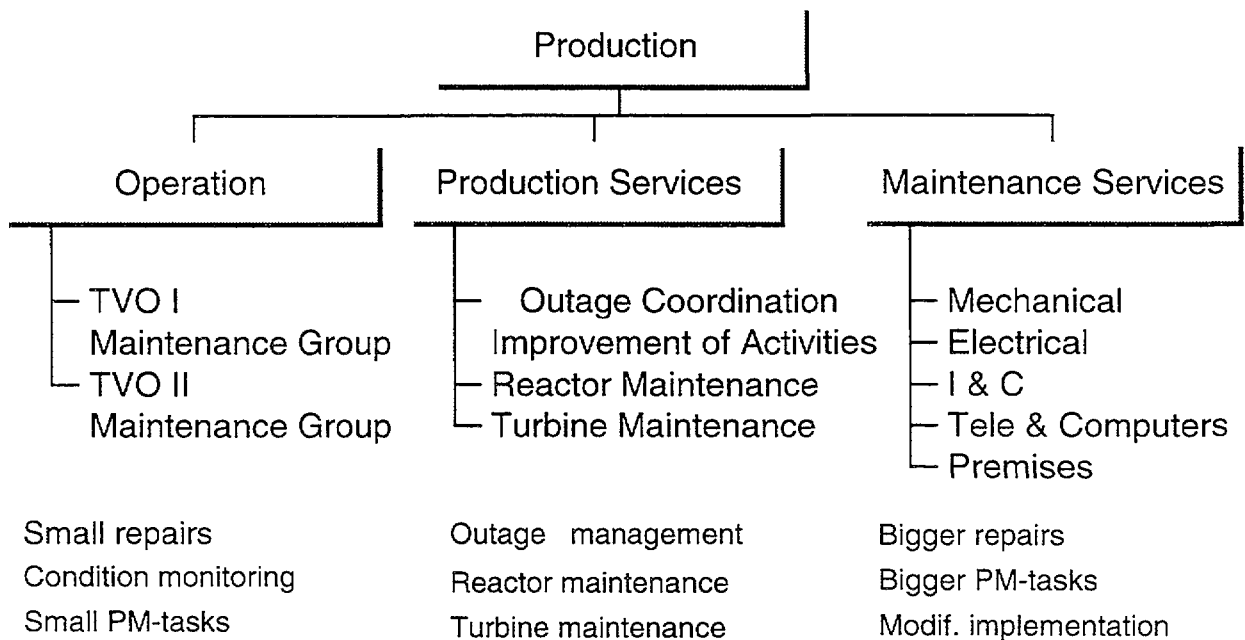 Production
Operation
Production Services
Maintenance Services
TVO I
Maintenance Group
TVO II
Maintenance Group
Outage Coordination
Improvement of Activities
Reactor Maintenance
Turbine Maintenance
Mechanical
Electrical
I & C
Tele & Computers
Premises
Small repairs
Condition monitoring
Small PM-tasks
Outage management
Reactor maintenance
Turbine maintenance
Bigger repairs
Bigger PM-tasks
Modif. implementation